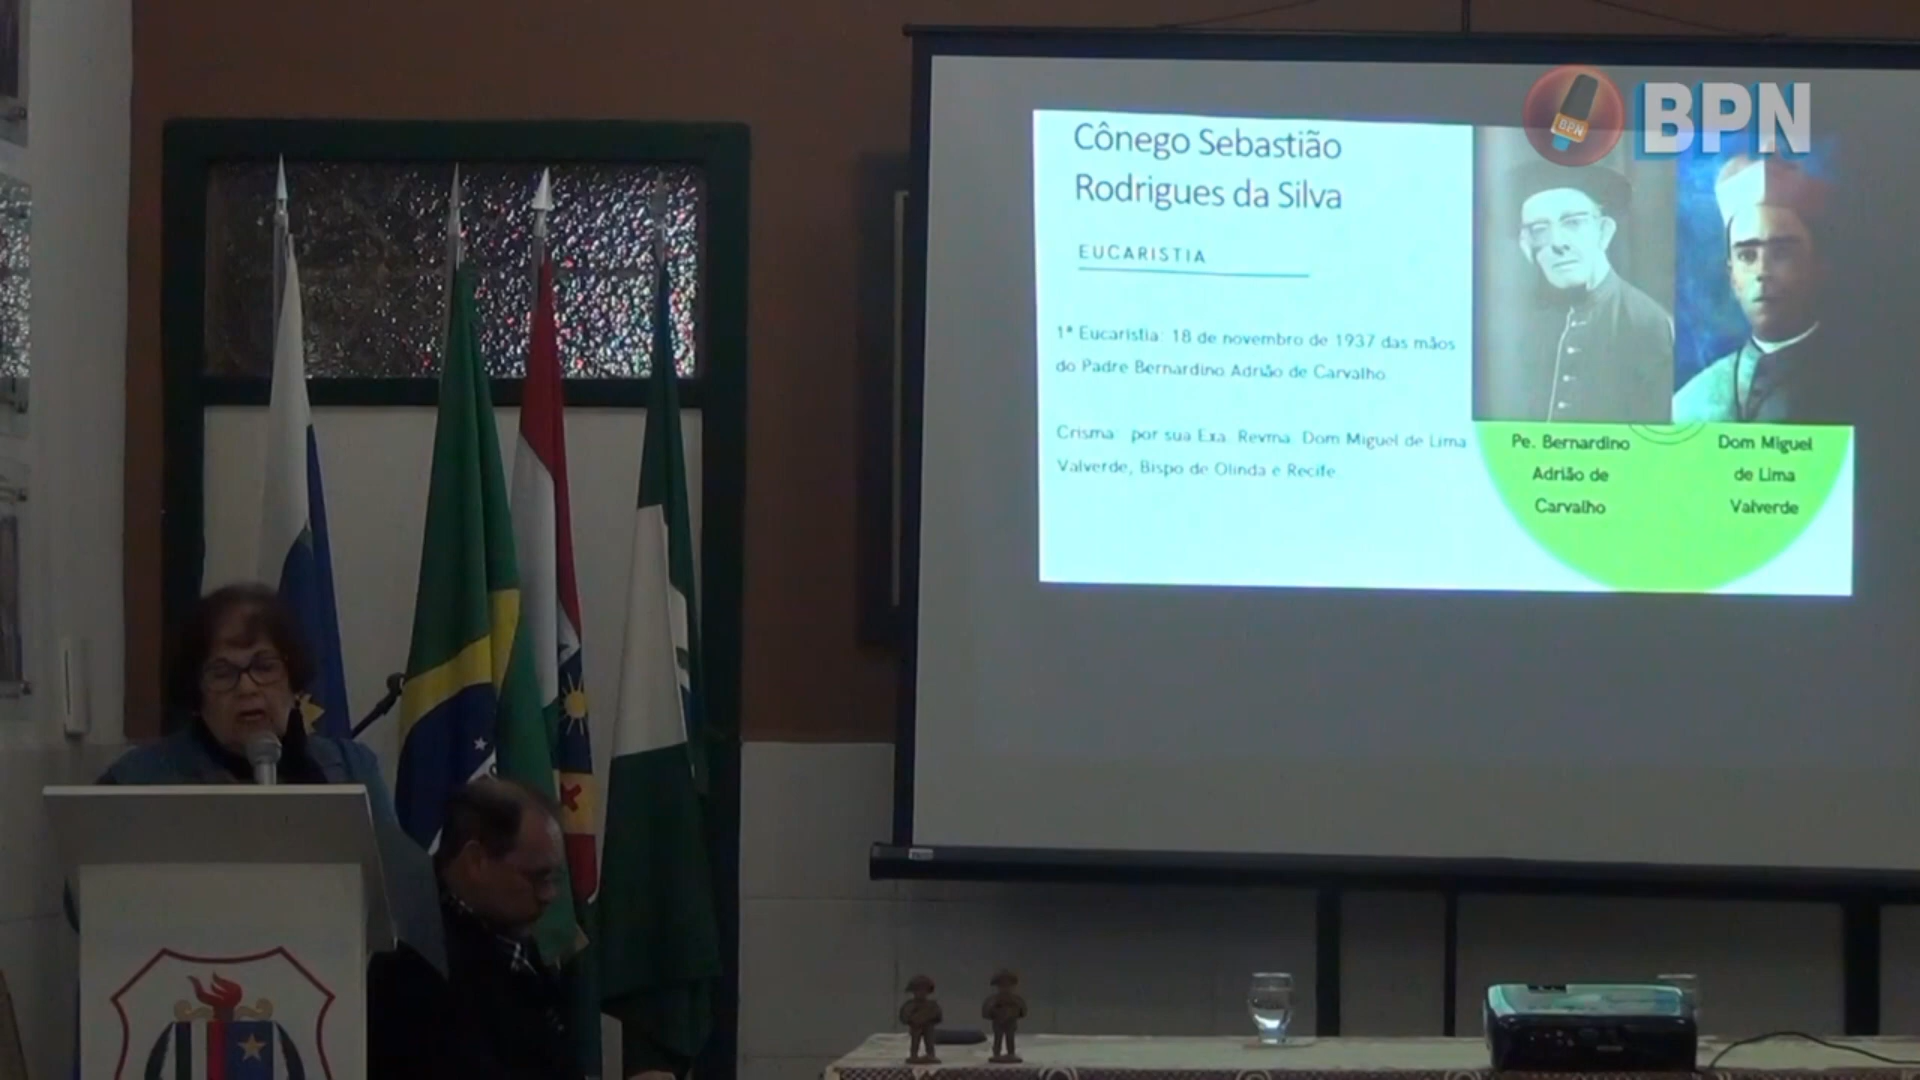 BPN
BPN
Cônego Sebastião
Rodrigues da Silva
EUCARISTIA
1ª Eucaristia: 18 de novembro de 1937 das mãos
do Padre Bernardino Adrião de Carvalho
Crisma: por sua Exa. Revma. Dom Miguel de Lima
Valverde, Bispo de Olinda e Recife.
Pe. Bernardino
Adrião de
Carvalho
Dom Miguel
de Lima
Valverde